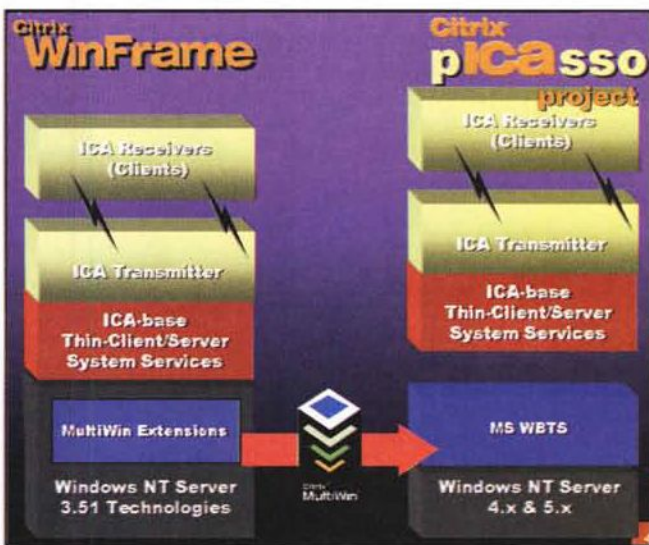 Citrix
WinFrame
ICA Receivers
(Clients)
ICA Transmitter
ICA-base
Thin-Client/Server
System Services
MultiWin Extensions
Windows NT Server
3.51 Technologies
Citrix
MultiWin
Citrix
pICAsso
project
ICA Receivers
(Clients)
ICA Transmitter
ICA-base
Thin-Client/Server
System Services
MS WBTS
Windows NT Server
4.x & 5.x